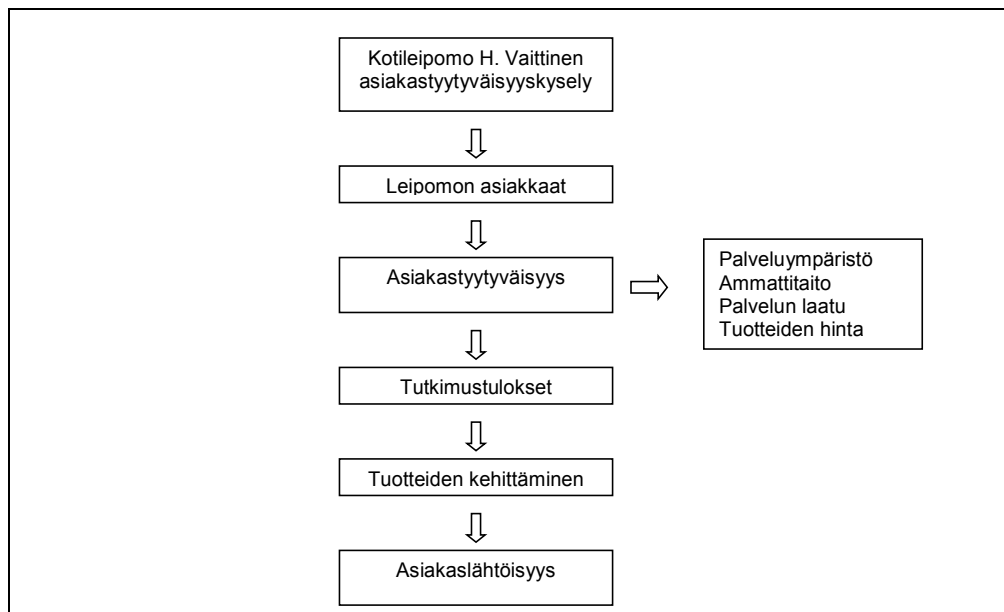 Kotileipomo H. Vaittinen
asiakastyytyväisyyskysely
Leipomon asiakkaat
Asiakastyytyväisyys
Palveluympäristö
Ammattitaito
Palvelun laatu
Tuotteiden hinta
Tutkimustulokset
Tuotteiden kehittäminen
Asiakaslähtöisyys